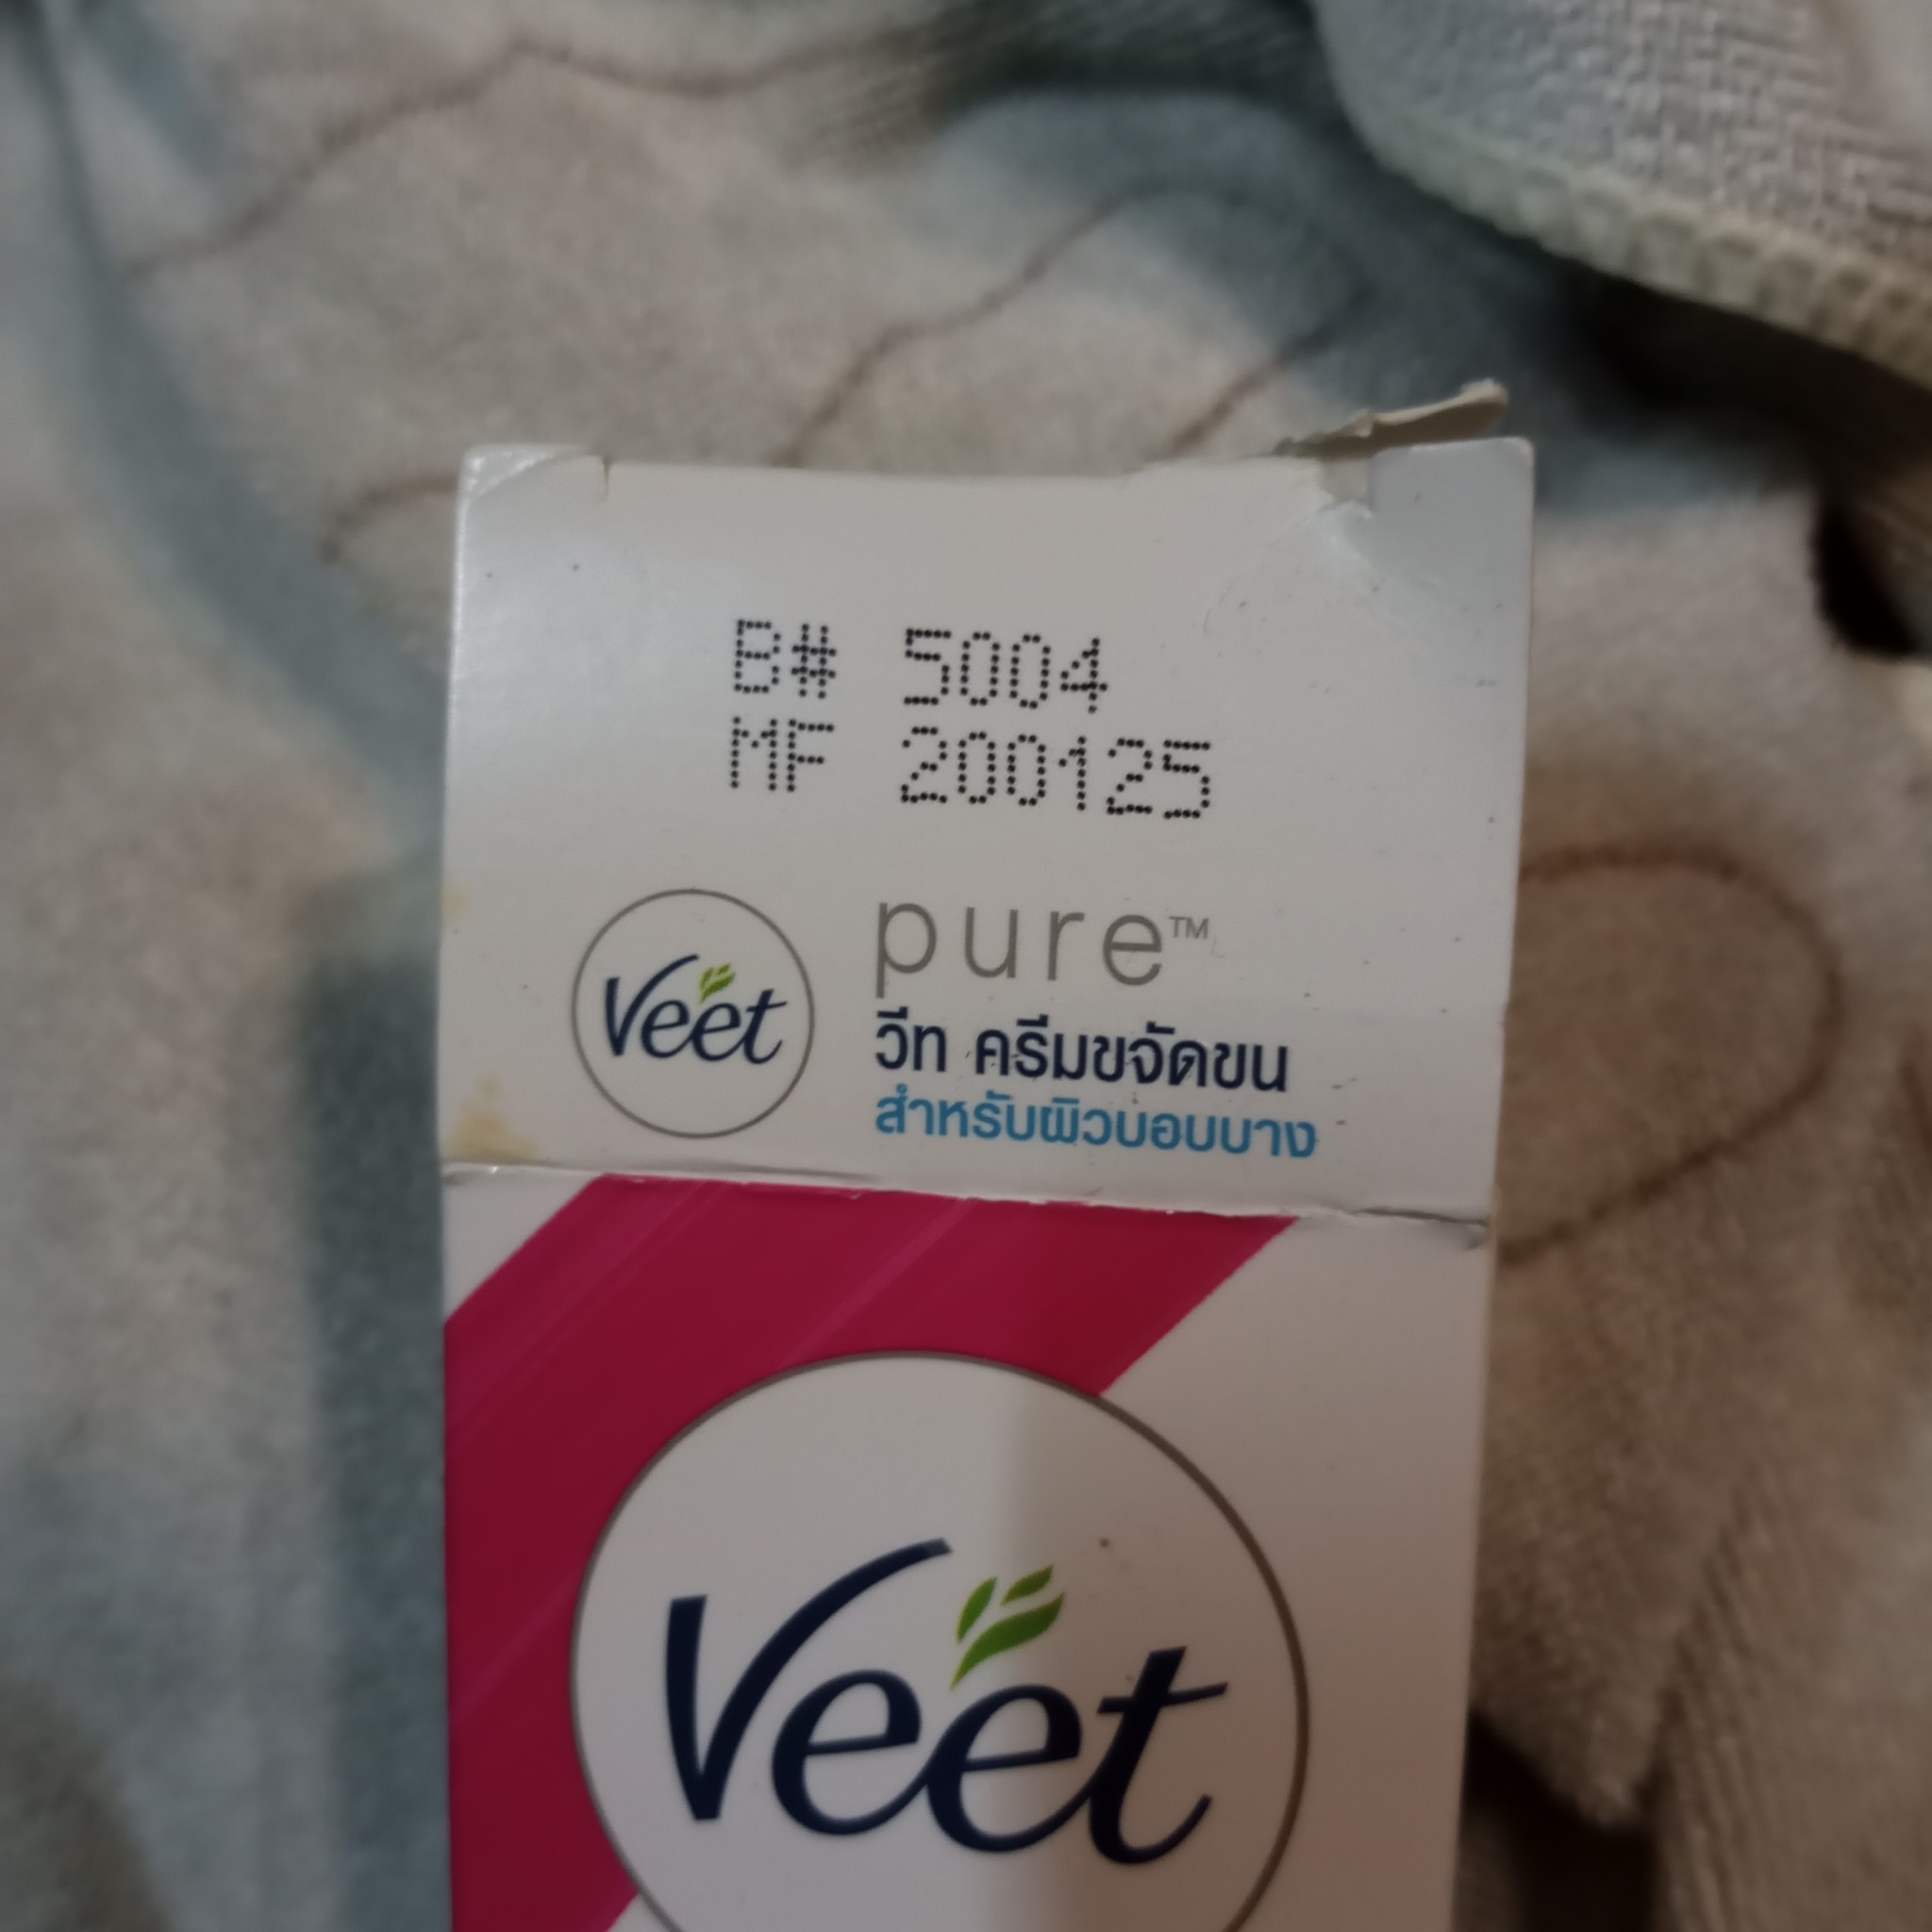 B# 5004
MF 200125
Veet
pure™
วีท ครีมขจัดขน
สำหรับผิวบอบบาง
Veet